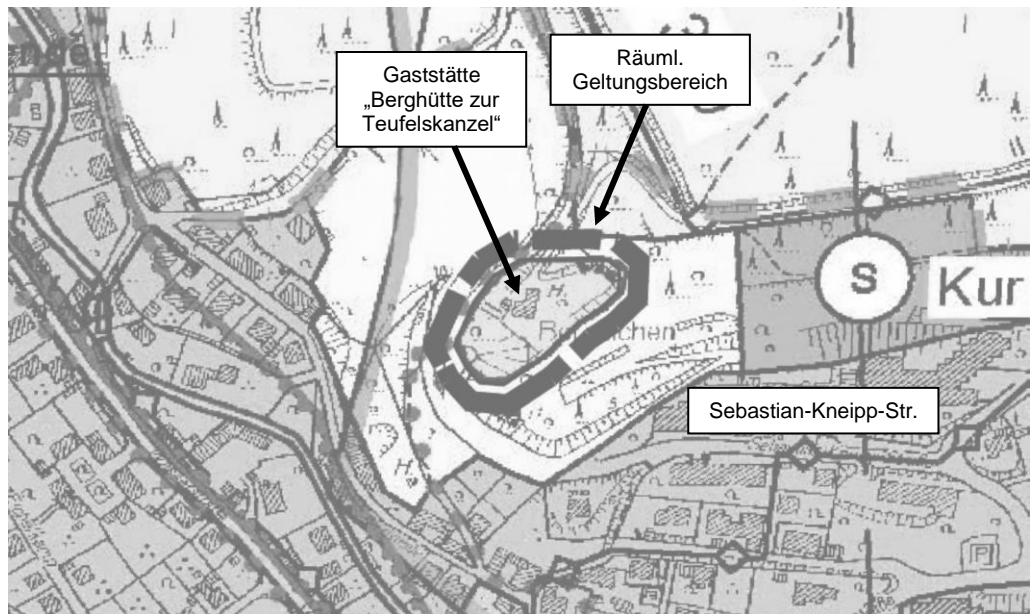 Gaststätte
„Berghütte zur
Teufelskanzel“
Räuml.
Geltungsbereich
S
Kur
Sebastian-Kneipp-Str.
P